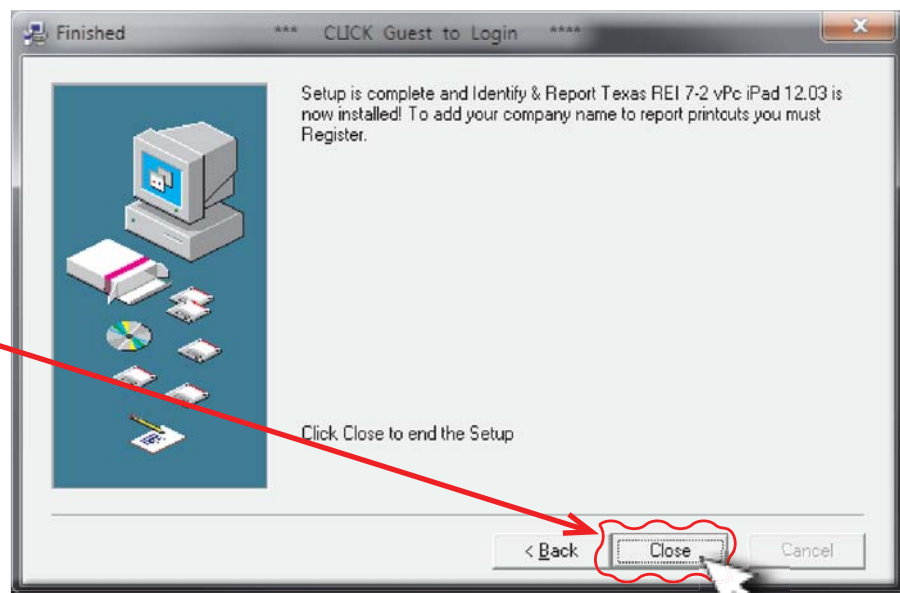 Finished *** CLICK Guest to Login ****
Setup is complete and Identify & Report Texas REI 7-2 vPc iPad 12.03 is
now installed! To add your company name to report printouts you must
Register.
Click Close to end the Setup
< Back Close Cancel